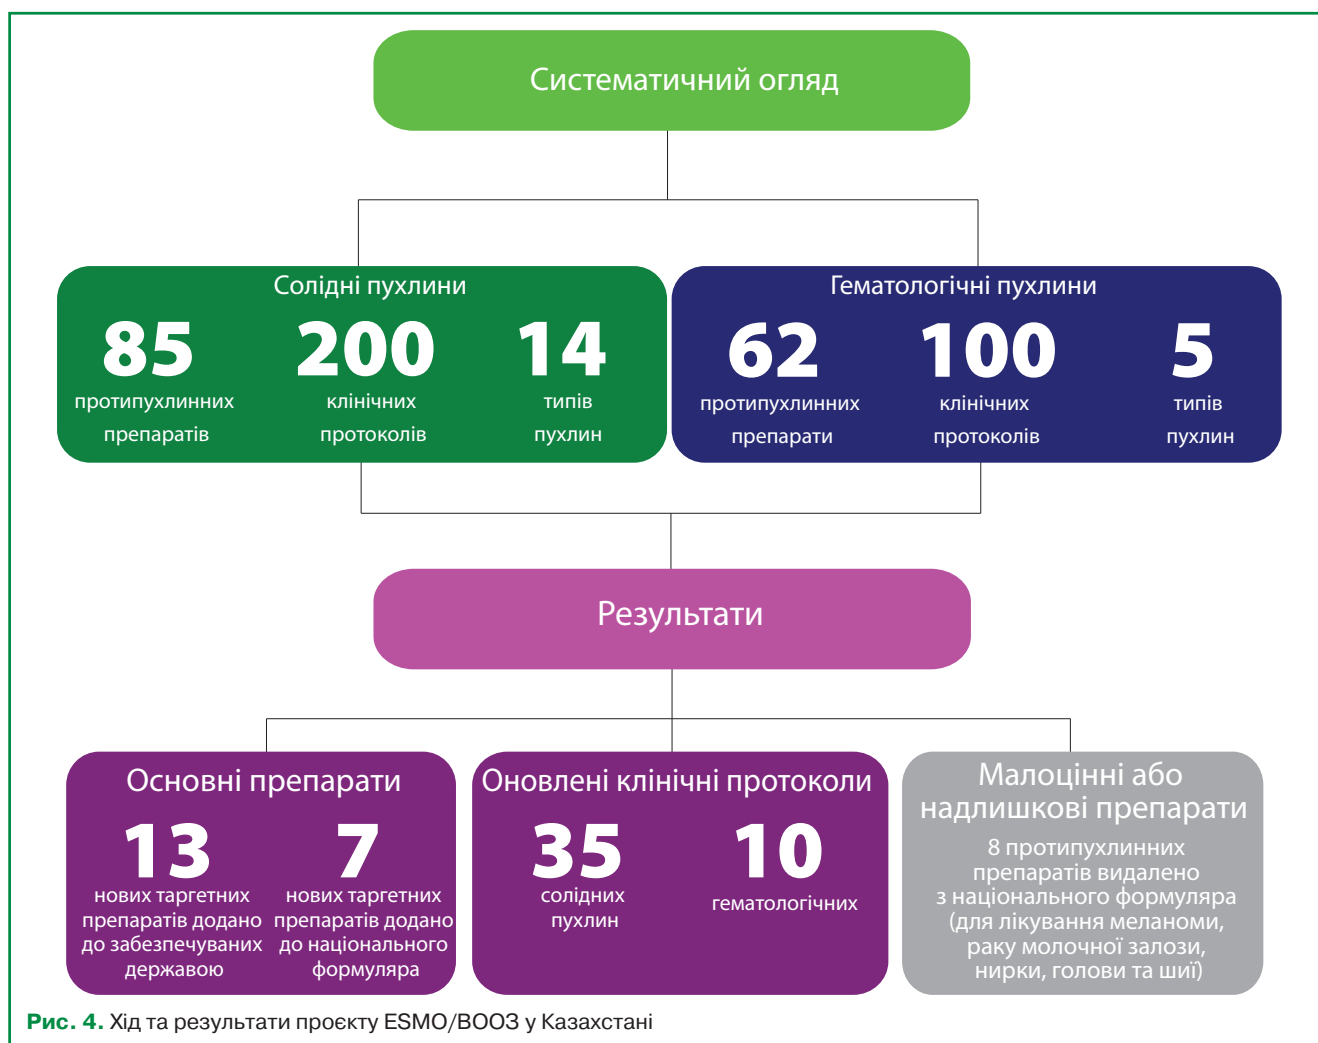 Систематичний огляд
Солідні пухлини
85
протипухлинних
препаратів
200
клінічних
протоколів
14
типів
пухлин
Гематологічні пухлини
62
протипухлинних
препарати
100
клінічних
протоколів
5
типів
пухлин
Результати
Основні препарати
13
нових таргетних
препаратів додано
до забезпечуваних
державою
7
нових таргетних
препаратів додано
до національного
формуляра
Оновлені клінічні протоколи
35
солідних
пухлин
10
гематологічних
Малоцінні або
надлишкові препарати
8 протипухлинних
препаратів видалено
з національного формуляра
(для лікування меланоми,
раку молочної залози,
нирки, голови та шиї)
Рис. 4. Хід та результати проєкту ESMO/ВООЗ у Казахстані